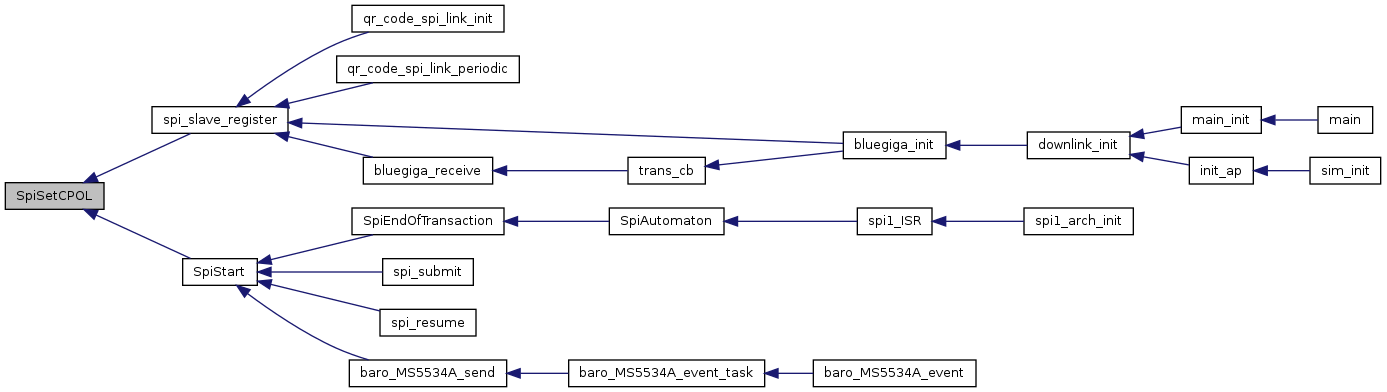 qr_code_spi_link_init
qr_code_spi_link_periodic
spi_slave_register
main_init
main
bluegiga_init
downlink_init
bluegiga_receive
trans_cb
init_ap
sim_init
SpiSetCPOL
SpiEndOfTransaction
SpiAutomaton
spi1_ISR
spi1_arch_init
SpiStart
spi_submit
spi_resume
baro_MS5534A_send
baro_MS5534A_event_task
baro_MS5534A_event